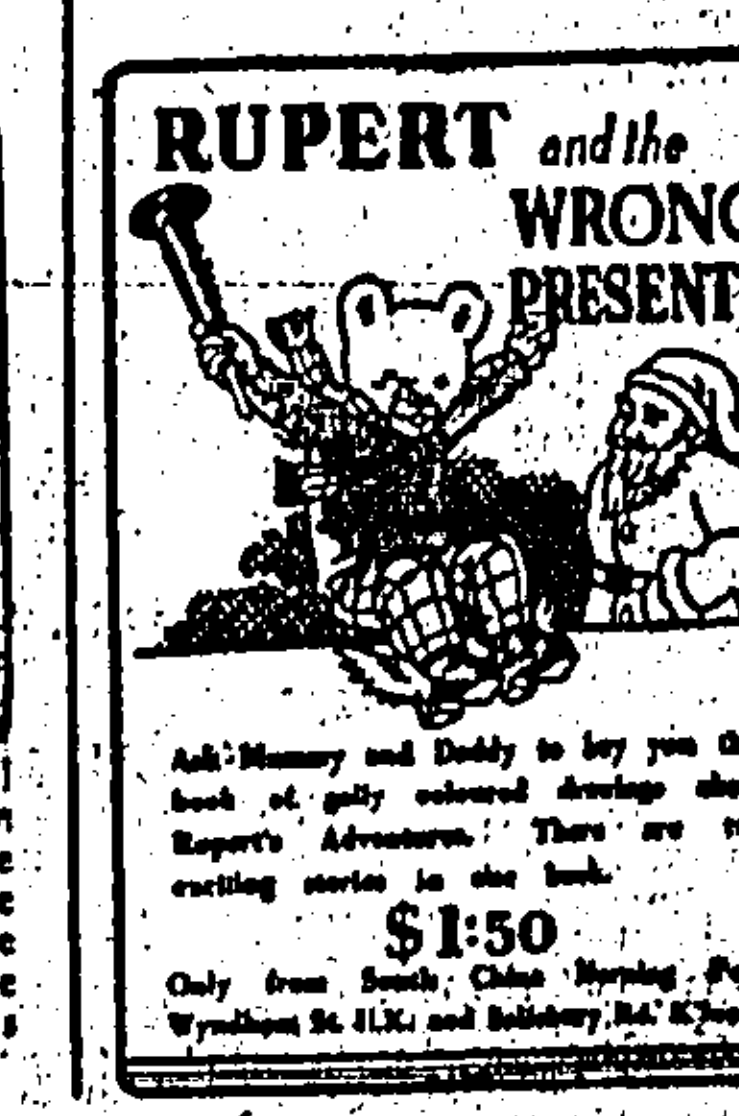 RUPERT and the
WRONG
PRESENT
Ask Mummy and Daddy to buy you
book of gaily coloured drawings
Rupert's Adventures. There are
exciting stories in one book.
$1:50
Only from South China Morning
Wyndham St. H.K. and Salisbury Rd.